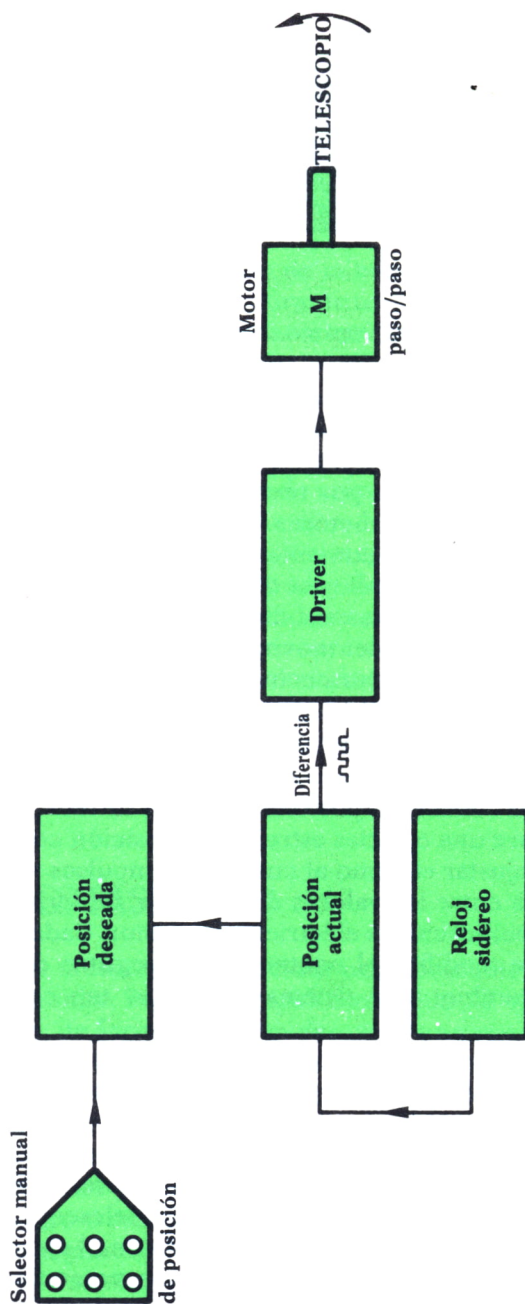 Selector manual
de posición
Posición
deseada
Posición
actual
Reloj
sidéreo
Diferencia
Driver
Motor
M
paso/paso
TELESCOPIO